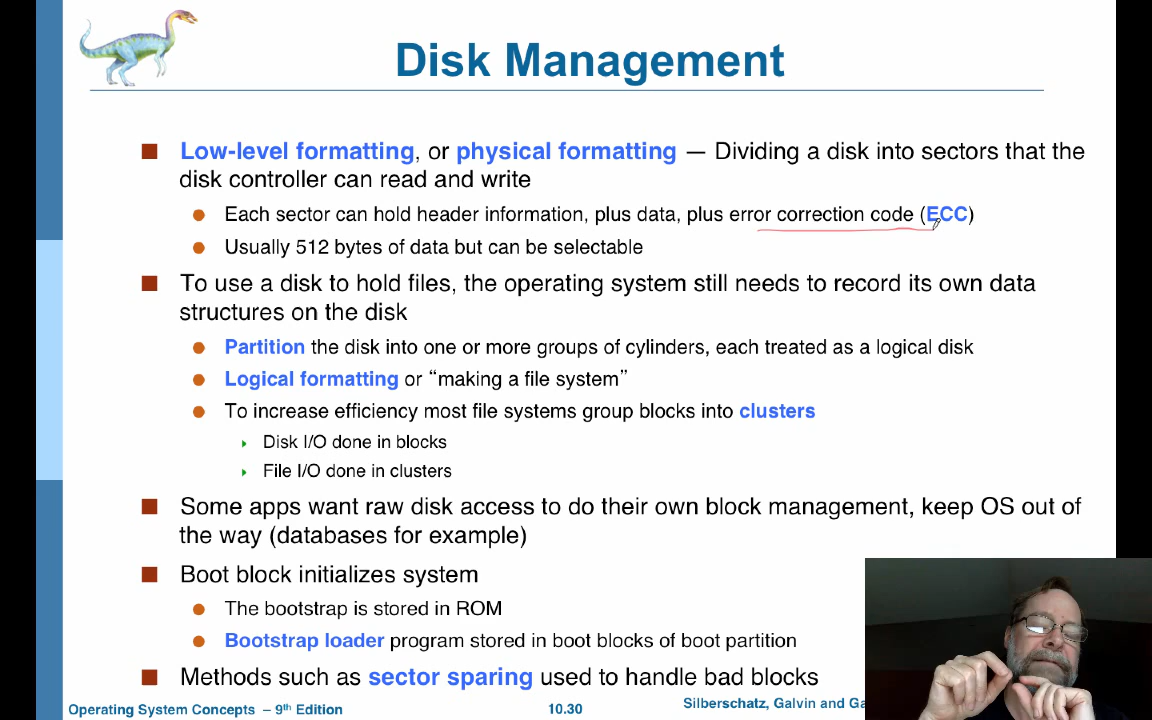 Disk Management
Low-level formatting, or physical formatting — Dividing a disk into sectors that the
disk controller can read and write
Each sector can hold header information, plus data, plus error correction code (ECC)
Usually 512 bytes of data but can be selectable
To use a disk to hold files, the operating system still needs to record its own data
structures on the disk
Partition the disk into one or more groups of cylinders, each treated as a logical disk
Logical formatting or “making a file system”
To increase efficiency most file systems group blocks into clusters
Disk I/O done in blocks
File I/O done in clusters
Some apps want raw disk access to do their own block management, keep OS out of
the way (databases for example)
Boot block initializes system
The bootstrap is stored in ROM
Bootstrap loader program stored in boot blocks of boot partition
Methods such as sector sparing used to handle bad blocks
Operating System Concepts – 9th Edition
10.30
Silberschatz, Galvin and